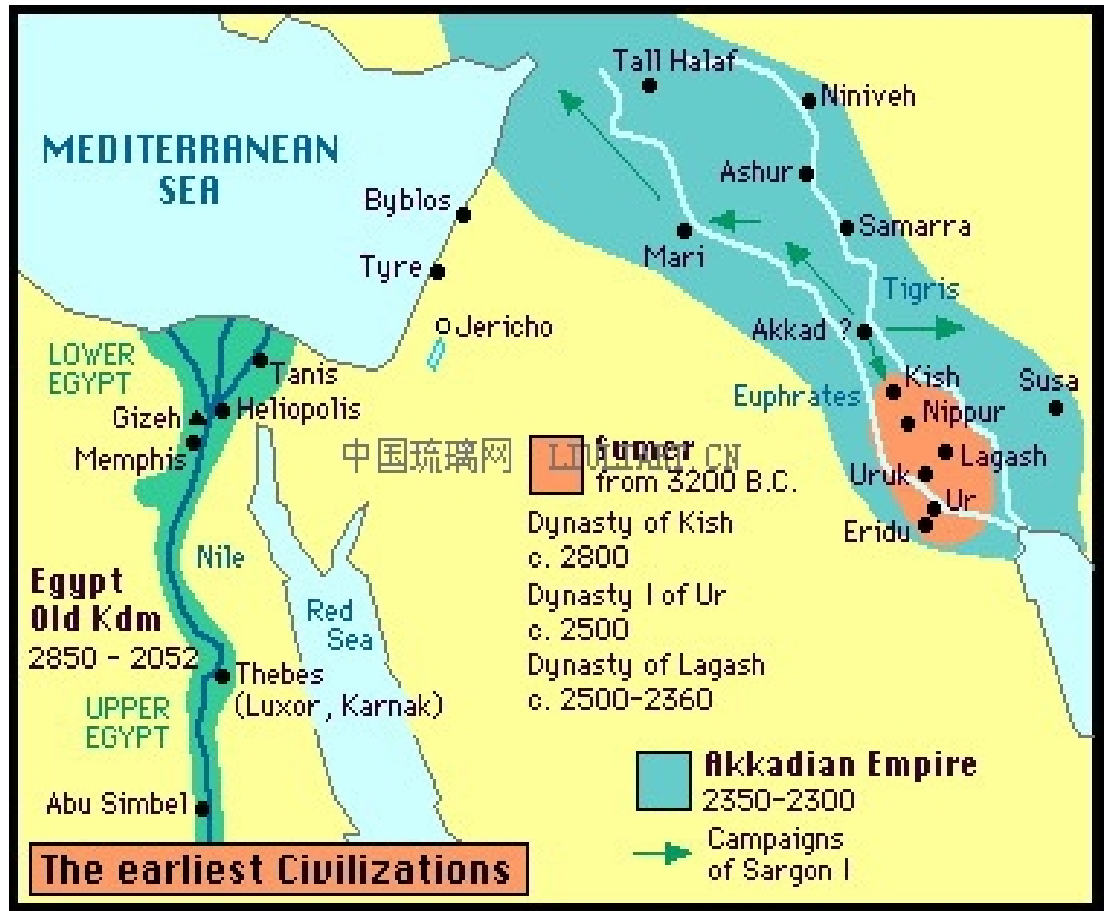 Tall Halaf
Niniveh
MEDITERRANEAN
SEA
Ashur
Byblos
Samarra
Mari
Tyre
Tigris
Jericho
Akkad ?
LOWER
EGYPT
Tanis
Kish
Susa
Euphrates
Gizeh
Heliopolis
Nippur
Memphis
中国琉璃网 - LIULIART.CN
Sumer
from 3200 B.C.
Lagash
Uruk
Ur
Eridu
Dynasty of Kish
c. 2800
Nile
Egypt
Old Kdm
2850 - 2052
Red
Sea
Dynasty I of Ur
c. 2500
Dynasty of Lagash
c. 2500-2360
Thebes
(Luxor, Karnak)
UPPER
EGYPT
Akkadian Empire
2350-2300
Abu Simbel
Campaigns
of Sargon I
The earliest Civilizations